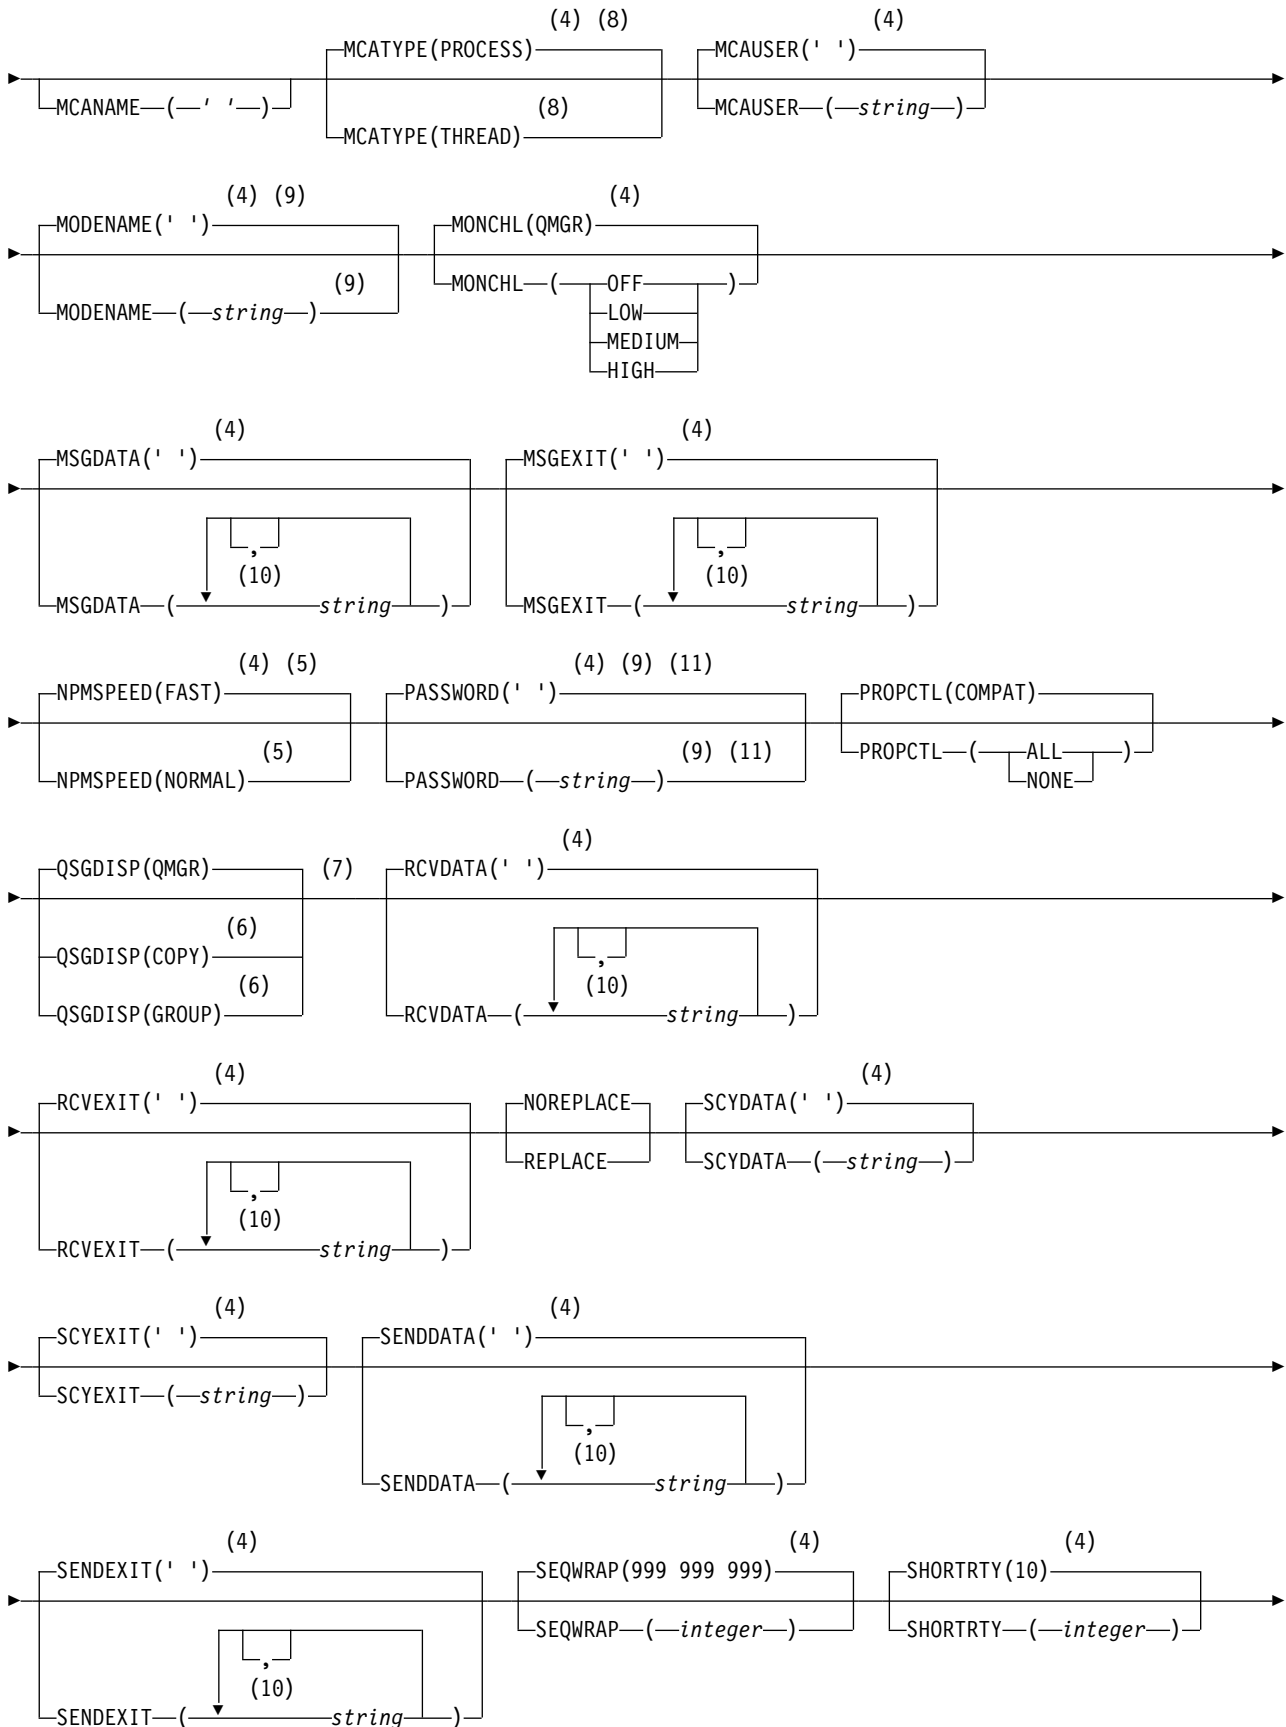 (4) (8) (4)
MCATYPE(PROCESS) MCAUSER(' ')
MCANAME ( ' ' ) (8) MCAUSER ( string )
MCATYPE(THREAD)
(4) (9) (4)
MODENAME(' ') MONCHL(QMGR)
(9) MONCHL ( OFF )
MODENAME ( string ) LOW
MEDIUM
HIGH
(4) (4)
MSGDATA(' ') MSGEXIT(' ')
, ,
(10) (10)
MSGDATA ( string ) MSGEXIT ( string )
(4) (5) (4) (9) (11)
NPMSPEED(FAST) PASSWORD(' ') PROPCTL(COMPAT)
(5) (9) (11) PROPCTL ( ALL )
NPMSPEED(NORMAL) PASSWORD ( string ) NONE
(4)
QSGDISP(QMGR) (7) RCVDATA(' ')
(6) ,
QSGDISP(COPY) (10)
(6)
QSGDISP(GROUP) RCVDATA ( string )
(4) (4)
RCVEXIT(' ') NOREPLACE SCYDATA(' ')
REPLACE SCYDATA ( string )
,
(10)
RCVEXIT ( string )
(4) (4)
SCYEXIT(' ') SENDDATA(' ')
SCYEXIT ( string )
,
(10)
SENDDATA ( string )
(4) (4) (4)
SENDEXIT(' ') SEQWRAP(999 999 999) SHORTRTY(10)
SEQWRAP ( integer ) SHORTRTY ( integer )
,
(10)
SENDEXIT ( string )